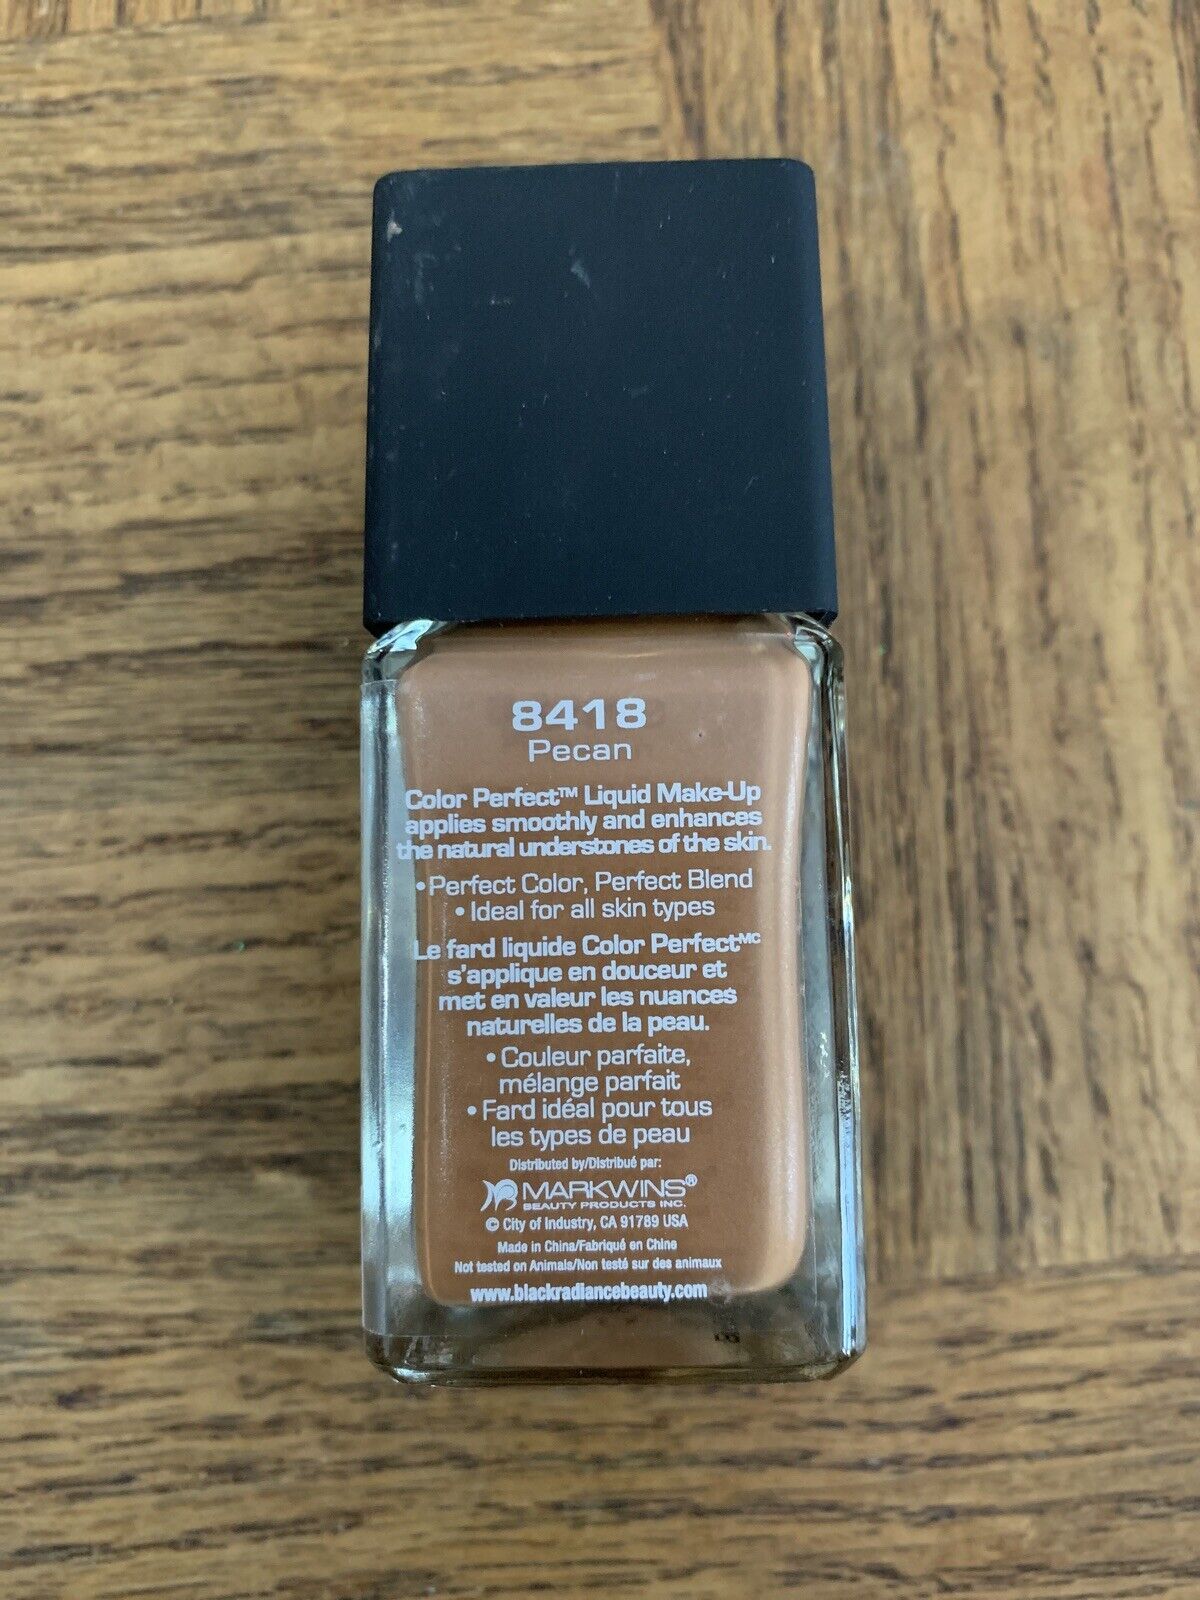 8418
Pecan
Color Perfect™ Liquid Make-Up
applies smoothly and enhances
the natural understones of the skin.
• Perfect Color, Perfect Blend
• Ideal for all skin types
Le fard liquide Color Perfectᴹᶜ
s'applique en douceur et
met en valeur les nuances
naturelles de la peau.
• Couleur parfaite,
mélange parfait
• Fard idéal pour tous
les types de peau
Distributed by/Distribué par:
MARKWINS®
BEAUTY PRODUCTS INC.
© City of Industry, CA 91789 USA
Made in China/Fabriqué en Chine
Not tested on Animals/Non testé sur des animaux
www.blackradiancebeauty.com